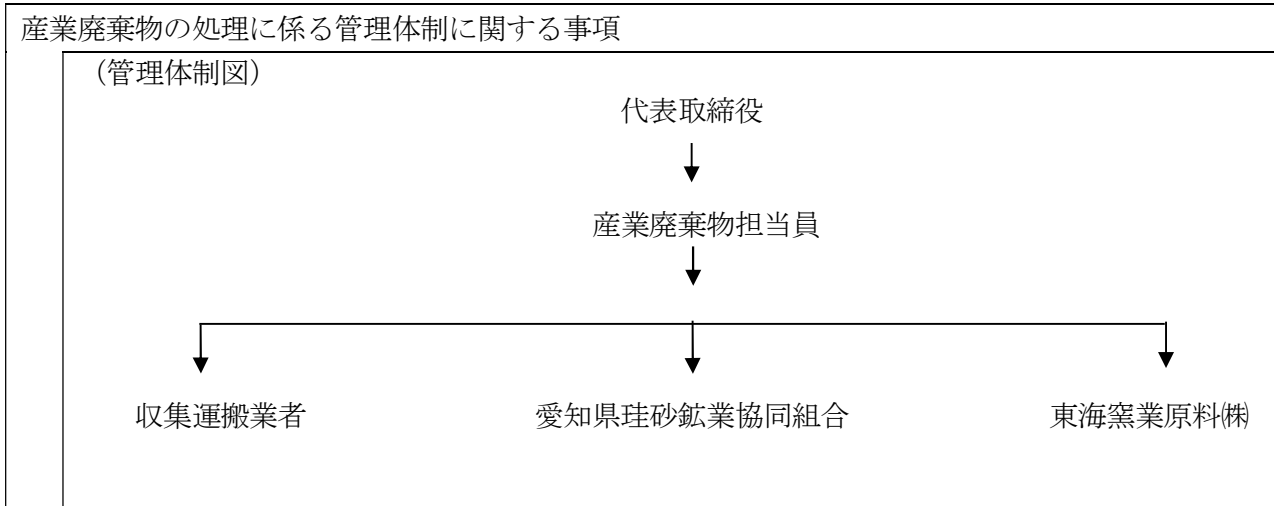 産業廃棄物の処理に係る管理体制に関する事項
（管理体制図）
代表取締役
産業廃棄物担当員
収集運搬業者
愛知県珪砂鉱業協同組合
東海窯業原料㈱